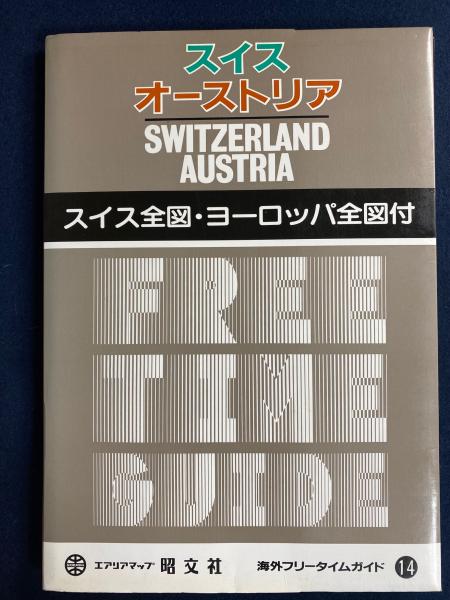 スイス
オーストリア
SWITZERLAND
AUSTRIA
スイス全図・ヨーロッパ全図付
FREE
TIME
GUIDE
エアリアマップ 昭文社 海外フリータイムガイド 14